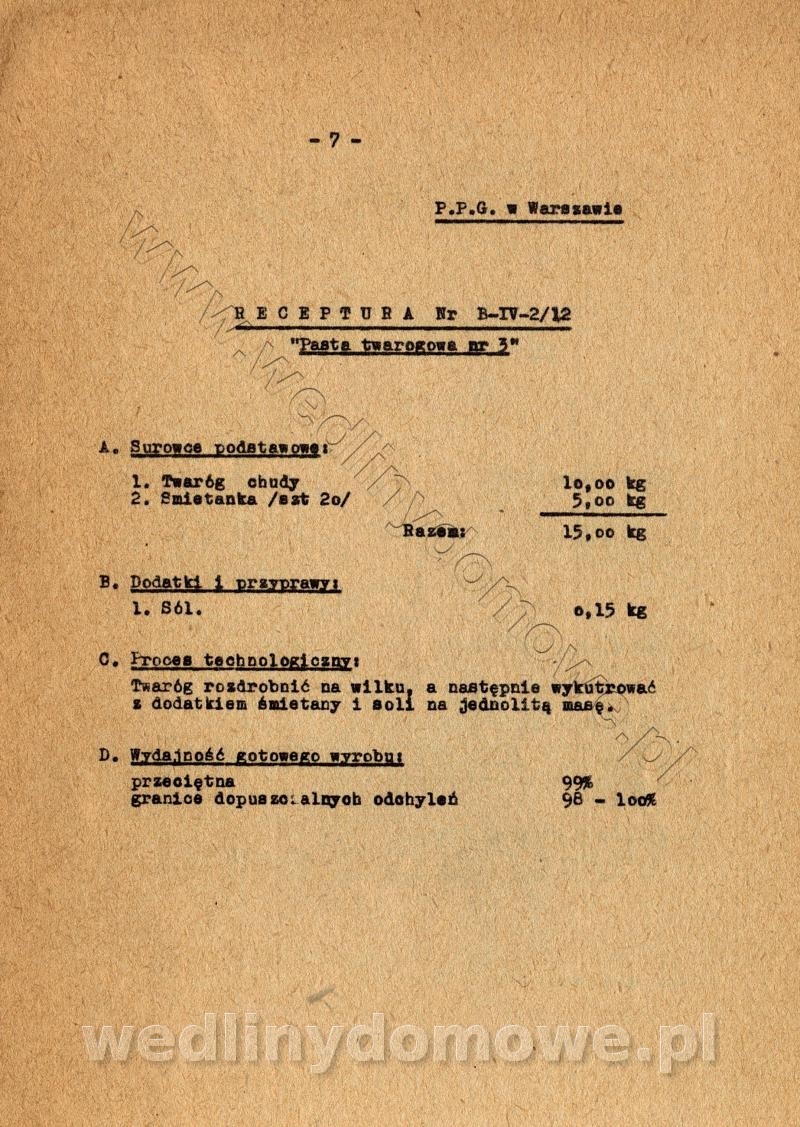 - 7 -
P.P.G. w Warszawie
RECEPTURA Nr B-IV-2/12
"Pasta twarogowa nr 3"
A. Surowce podstawowe:
1. Twaróg chudy 10,00 kg
2. Smietanka /szt 20/ 5,00 kg
Razem: 15,00 kg
B. Dodatki i przyprawy:
1. Sól. 0,15 kg
C. Proces technologiczny:
Twaróg rozdrobnić na wilku, a następnie wykutrować
z dodatkiem śmietany i soli na jednolitą masę.
D. Wydajność gotowego wyrobu:
przeciętna 99%
granice dopuszczalnych odchyleń 98 - 100%
www.wedlinydomowe.pl
wedlinydomowe.pl